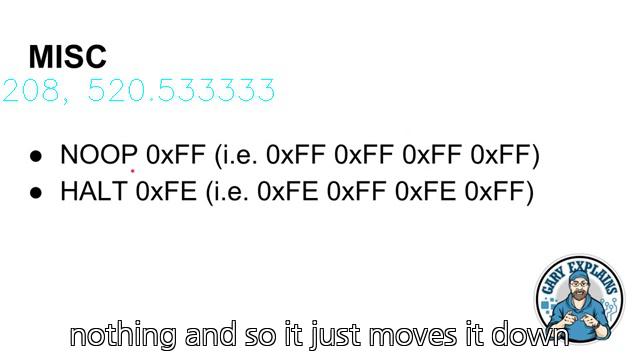 MISC
208, 520.533333
● NOOP 0xFF (i.e. 0xFF 0xFF 0xFF 0xFF)
● HALT 0xFE (i.e. 0xFE 0xFF 0xFE 0xFF)
GARY EXPLAINS
nothing and so it just moves it down